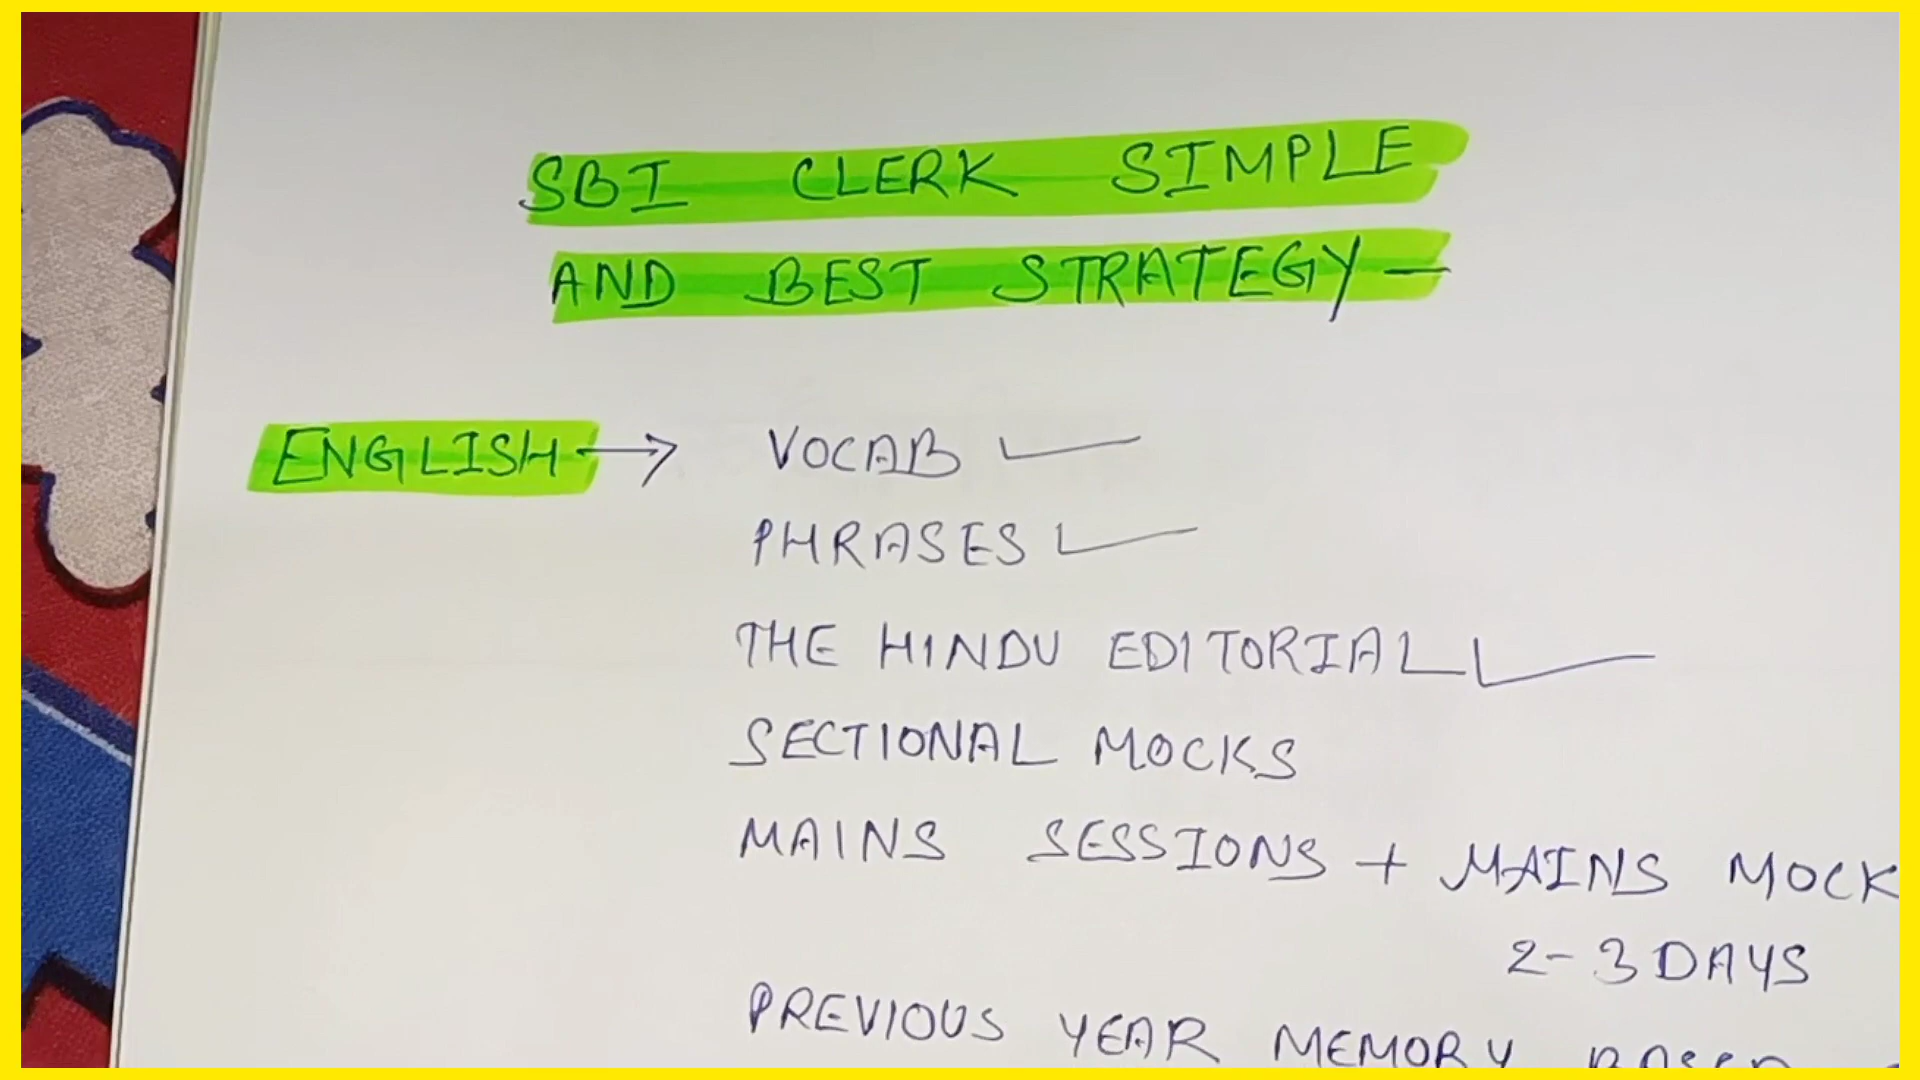 SBI CLERK SIMPLE
AND BEST STRATEGY -
ENGLISH → VOCAB ✓
PHRASES ✓
THE HINDU EDITORIAL ✓
SECTIONAL MOCKS
MAINS SESSIONS + MAINS MOCK
2-3 DAYS
PREVIOUS YEAR MEMORY BASED